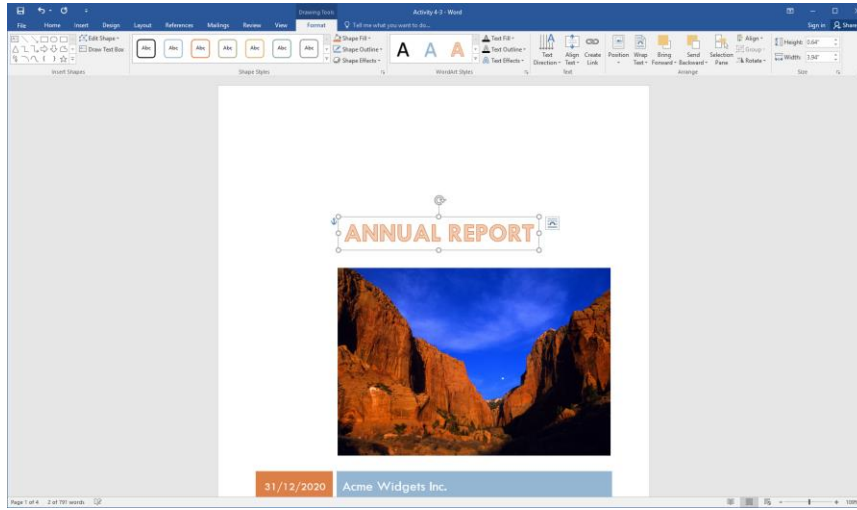 Drawing Tools Activity 4-3 - Word
File Home Insert Design Layout References Mailings Review View Format Tell me what you want to do... Sign in Share
Edit Shape
Draw Text Box
Insert Shapes
Abc Abc Abc Abc Abc Abc Abc
Shape Styles
Shape Fill
Shape Outline
Shape Effects
A A A
WordArt Styles
Text Fill
Text Outline
Text Effects
Text Direction
Align Text
Create Link
Text
Position
Wrap Text
Bring Forward
Send Backward
Selection Pane
Align
Group
Rotate
Arrange
Height: 0.64"
Width: 3.94"
Size
ANNUAL REPORT
31/12/2020 Acme Widgets Inc.
Page 1 of 4 2 of 791 words